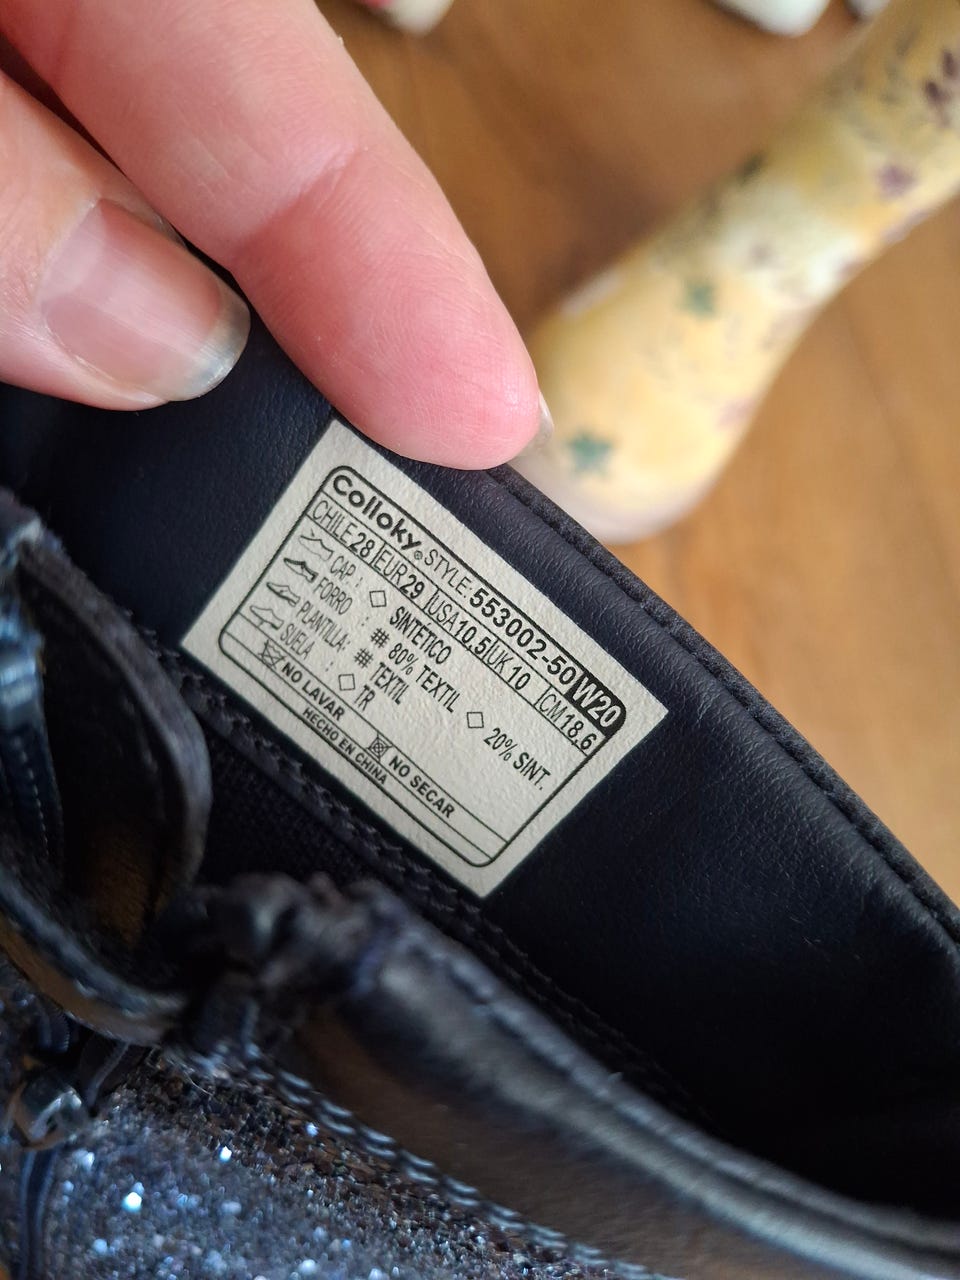 Colloky® STYLE: 553002-50 W20
CHILE 28 EUR 29 USA 10,5 UK 10 CM 18,6
CAP : SINTETICO
FORRO : # 80% TEXTIL 20% SINT.
PLANTILLA: # TEXTIL
SUELA : TR
NO LAVAR NO SECAR
HECHO EN CHINA